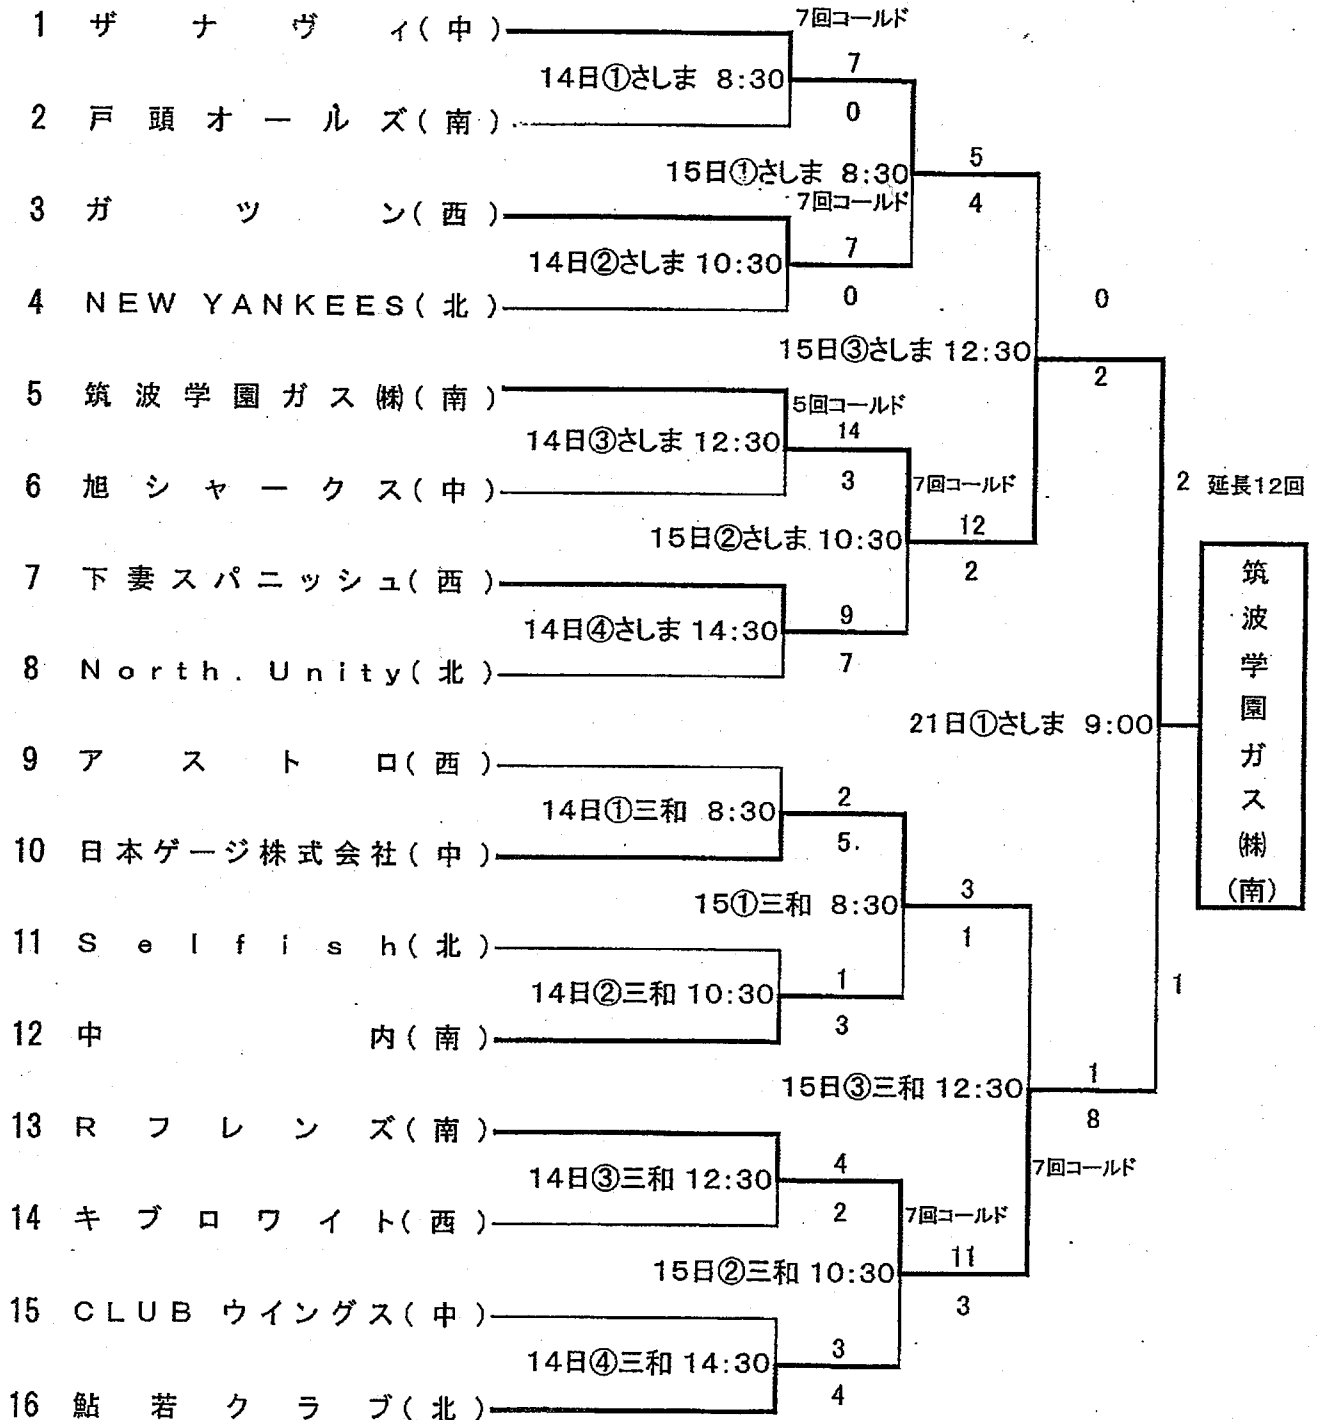 7回コールド
1 ザナヴィ(中)
7
14日①さしま 8:30
0
2 戸頭オールズ(南)
5
15日①さしま 8:30
4
7回コールド
3 ガツン(西)
7
14日②さしま 10:30
0
4 NEW YANKEES(北)
0
15日③さしま 12:30
2
5 筑波学園ガス㈱(南)
5回コールド
14
14日③さしま 12:30
3
6 旭シャークス(中)
7回コールド
2 延長12回
12
15日②さしま 10:30
2
7 下妻スパニッシュ(西)
9
14日④さしま 14:30
7
8 North.Unity(北)
筑波学園ガス㈱(南)
21日①さしま 9:00
9 アストロ(西)
2
14日①三和 8:30
5.
10 日本ゲージ株式会社(中)
3
15①三和 8:30
1
11 Selfish(北)
1
14日②三和 10:30
3
1
12 中内(南)
1
15日③三和 12:30
8
13 Rフレンズ(南)
7回コールド
4
14日③三和 12:30
2
14 キブロワイト(西)
7回コールド
11
15日②三和 10:30
3
15 CLUB ウイングス(中)
3
14日④三和 14:30
4
16 鮎若クラブ(北)